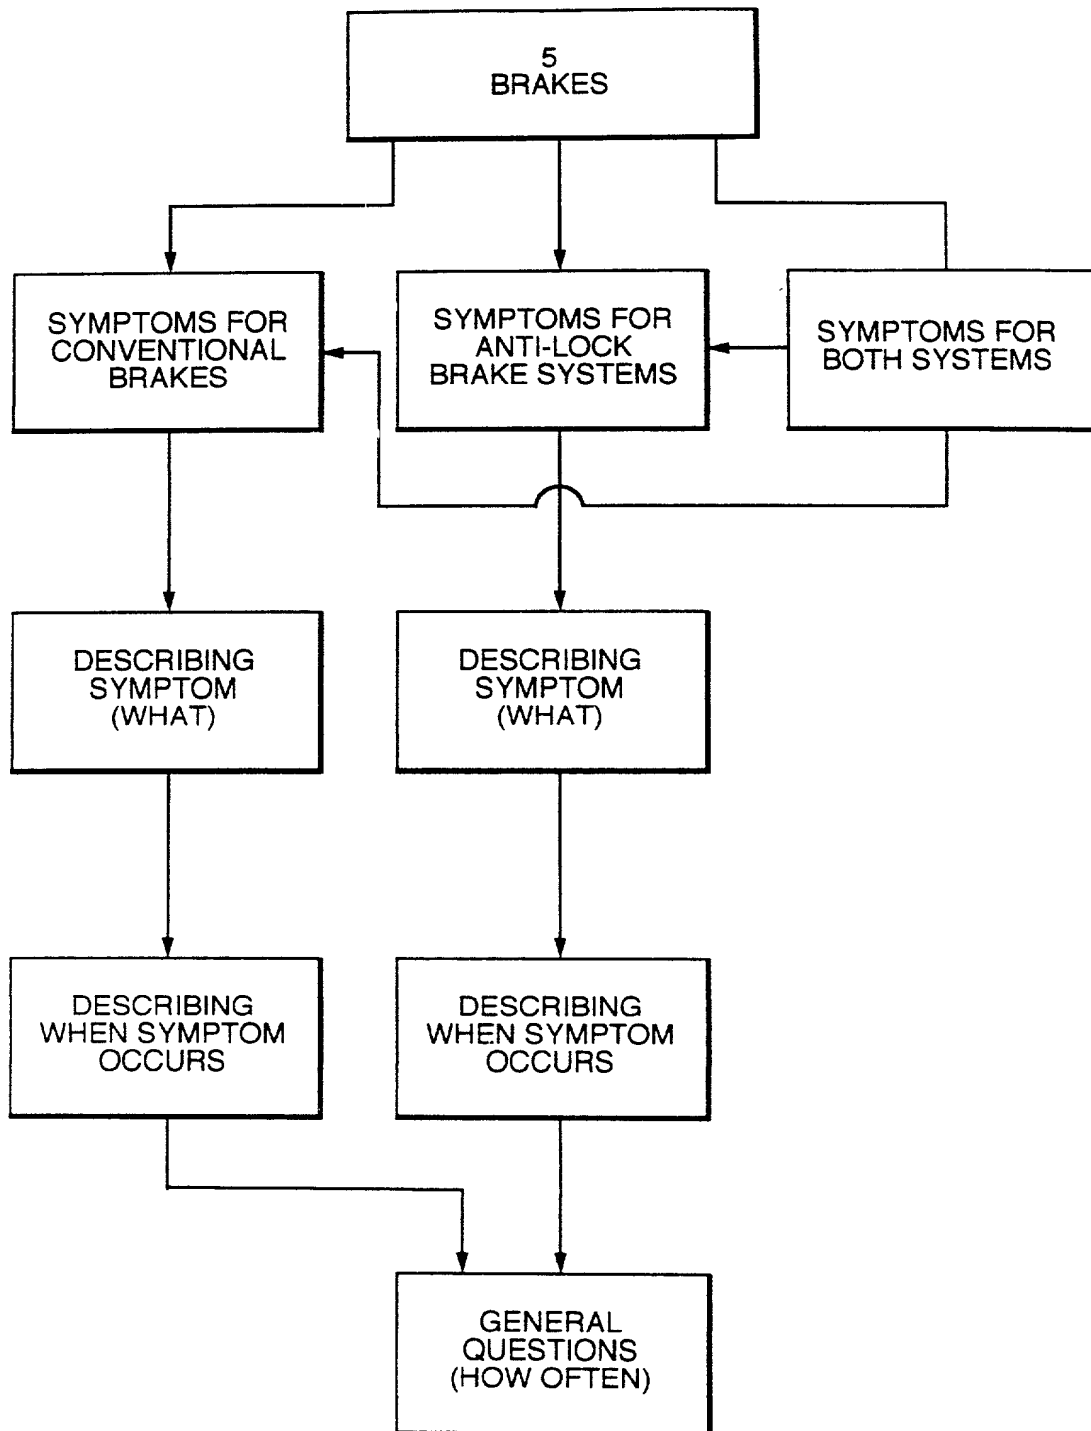 5
BRAKES
SYMPTOMS FOR
CONVENTIONAL
BRAKES
SYMPTOMS FOR
ANTI-LOCK
BRAKE SYSTEMS
SYMPTOMS FOR
BOTH SYSTEMS
DESCRIBING
SYMPTOM
(WHAT)
DESCRIBING
SYMPTOM
(WHAT)
DESCRIBING
WHEN SYMPTOM
OCCURS
DESCRIBING
WHEN SYMPTOM
OCCURS
GENERAL
QUESTIONS
(HOW OFTEN)